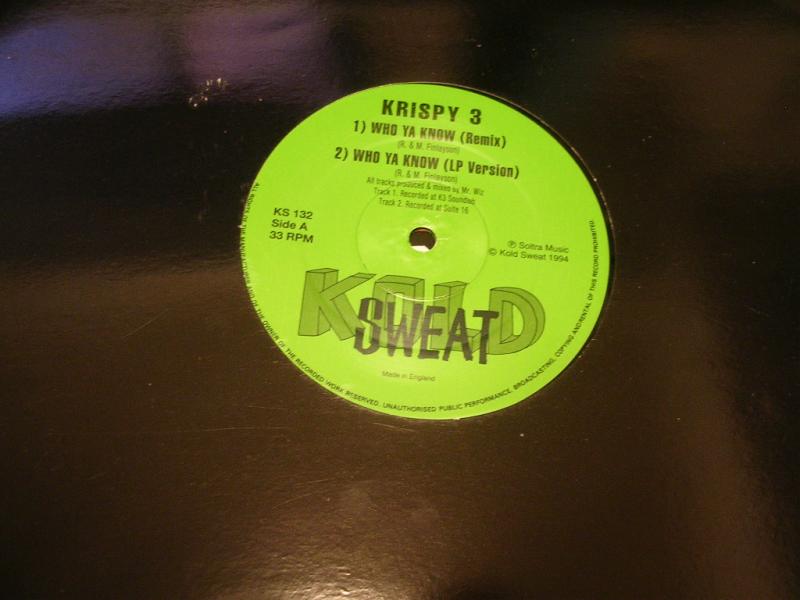 KRISPY 3
1) WHO YA KNOW (Remix)
(R. & M. Finlayson)
2) WHO YA KNOW (LP Version)
(R. & M. Finlayson)
All tracks produced & mixed by Mr. Wiz
Track 1. Recorded at K3 Soundlab
Track 2. Recorded at Suite 16
KS 132
Side A
33 RPM
℗ Soltra Music
© Kold Sweat 1994
KOLD
SWEAT
Made in England
ALL RIGHTS OF THE MANUFACTURER AND OF THE OWNER OF THE RECORDED WORK RESERVED. UNAUTHORISED PUBLIC PERFORMANCE, BROADCASTING, COPYING AND RENTAL OF THIS RECORD PROHIBITED.